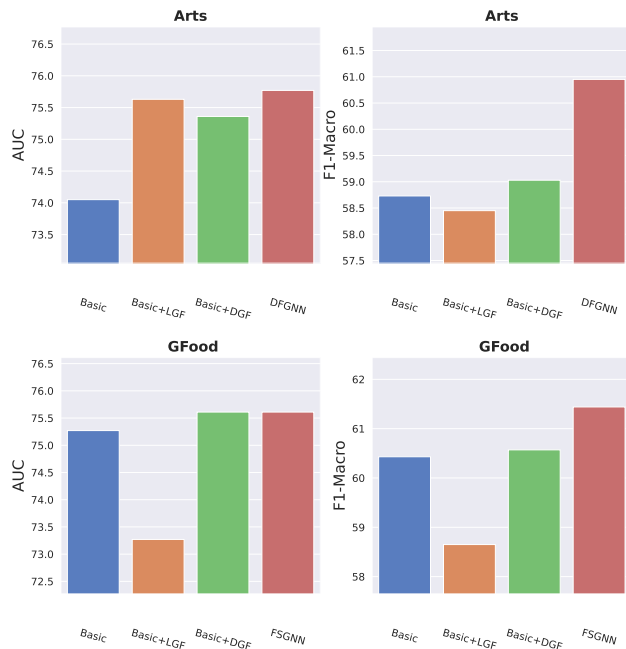 Arts
AUC
76.5
76.0
75.5
75.0
74.5
74.0
73.5
Basic
Basic+LGF
Basic+DGF
DFGNN
Arts
F1-Macro
61.5
61.0
60.5
60.0
59.5
59.0
58.5
58.0
57.5
Basic
Basic+LGF
Basic+DGF
DFGNN
GFood
AUC
76.5
76.0
75.5
75.0
74.5
74.0
73.5
73.0
72.5
Basic
Basic+LGF
Basic+DGF
FSGNN
GFood
F1-Macro
62
61
60
59
58
Basic
Basic+LGF
Basic+DGF
FSGNN